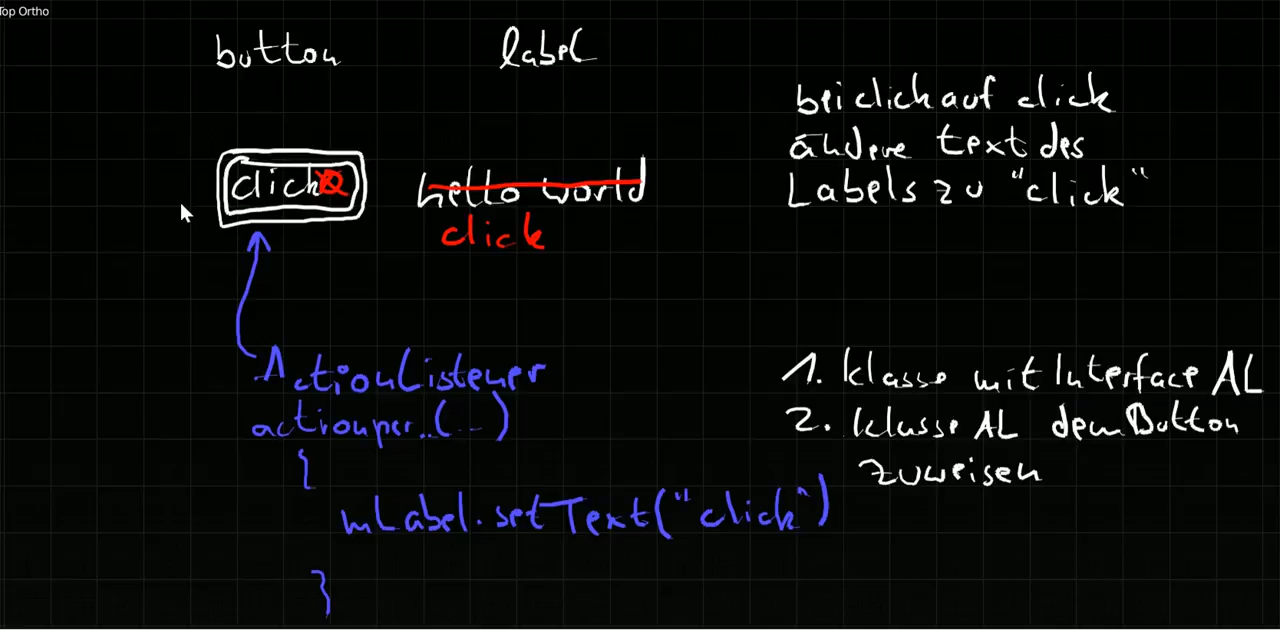 Top Ortho
button label
bei click auf click
ändere text des
Labels zu "click"
click
hello world
click
ActionListener
actionper..(...)
{
mLabel.setText("click")
}
1. Klasse mit Interface AL
2. Klasse AL dem Button
zuweisen